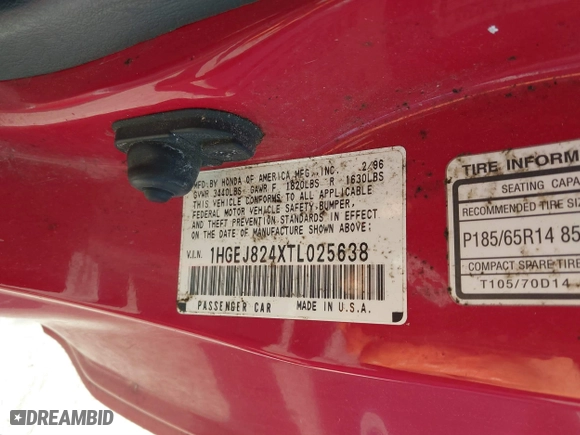 MFD.BY HONDA OF AMERICA MFG., INC. 2/96
GVWR 3440LBS GAWR F 1820LBS R 1630LBS
THIS VEHICLE CONFORMS TO ALL APPLICABLE
FEDERAL MOTOR VEHICLE SAFETY,BUMPER,
AND THEFT PREVENTION STANDARDS IN EFFECT
ON THE DATE OF MANUFACTURE SHOWN ABOVE.
V.I.N. 1HGEJ824XTL025638
PASSENGER CAR MADE IN U.S.A.
TIRE INFORM
SEATING CAPA
RECOMMENDED TIRE SIZE
P185/65R14 85
COMPACT SPARE TIRE
T105/70D14
DREAMBID